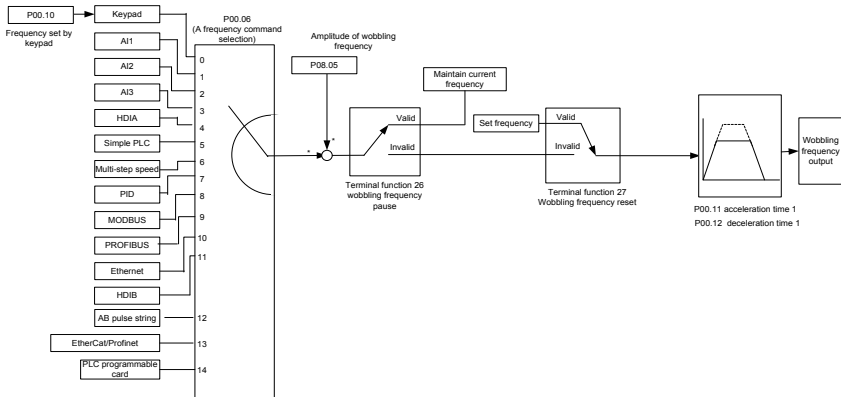 P00.10
Frequency set by
keypad
Keypad
AI1
AI2
AI3
HDIA
Simple PLC
Multi-step speed
PID
MODBUS
PROFIBUS
Ethernet
HDIB
AB pulse string
EtherCat/Profinet
PLC programmable
card
P00.06
(A frequency command
selection)
0
1
2
3
4
5
6
7
8
9
10
11
12
13
14
Amplitude of wobbling
frequency
P08.05
*
*
Maintain current
frequency
Valid
Invalid
Terminal function 26
wobbling frequency
pause
Set frequency
Valid
Invalid
Terminal function 27
Wobbling frequency reset
P00.11 acceleration time 1
P00.12 deceleration time 1
Wobbling
frequency
output